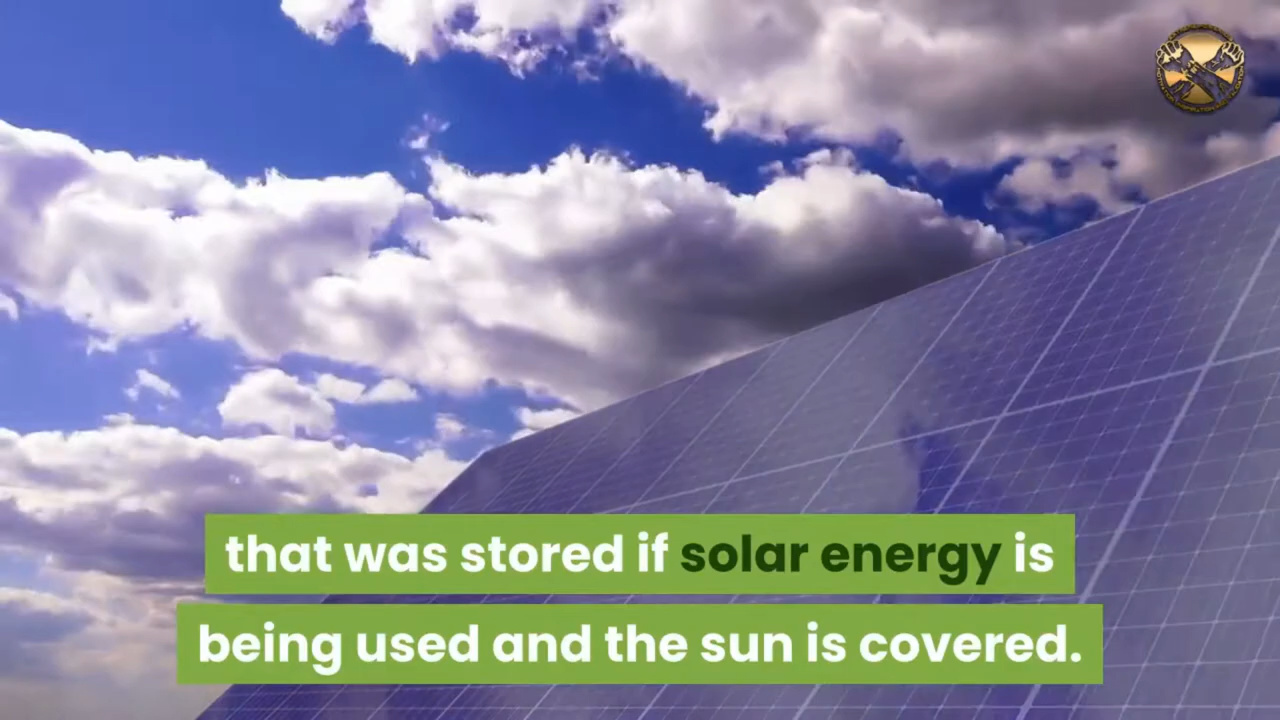 that was stored if solar energy is
being used and the sun is covered.